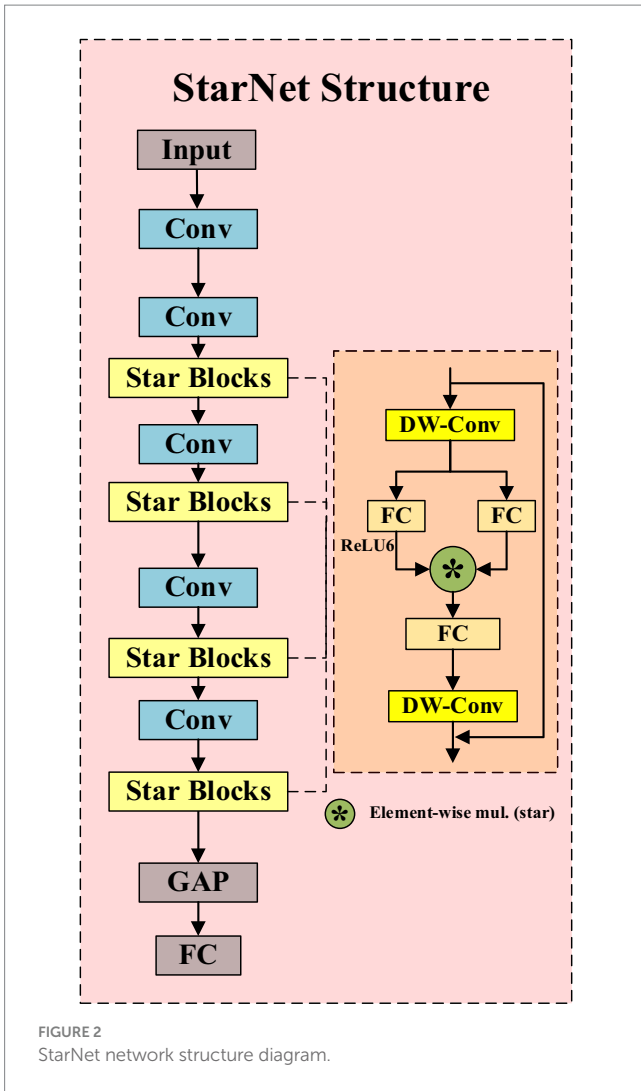 StarNet Structure
Input
Conv
Conv
Star Blocks
Conv
Star Blocks
Conv
Star Blocks
Conv
Star Blocks
GAP
FC
DW-Conv
FC FC
ReLU6
*
FC
DW-Conv
* Element-wise mul. (star)
FIGURE 2
StarNet network structure diagram.